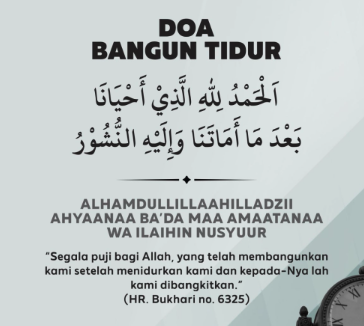 DOA
BANGUN TIDUR
اَلْحَمْدُ لِلّٰهِ الَّذِيْ أَحْيَانَا
بَعْدَ مَا أَمَاتَنَا وَإِلَيْهِ النُّشُوْرُ
ALHAMDULLILLAAHILLADZII
AHYAANAA BA'DA MAA AMAATANAA
WA ILAIHIN NUSYUUR
"Segala puji bagi Allah, yang telah membangunkan
kami setelah menidurkan kami dan kepada-Nya lah
kami dibangkitkan."
(HR. Bukhari no. 6325)